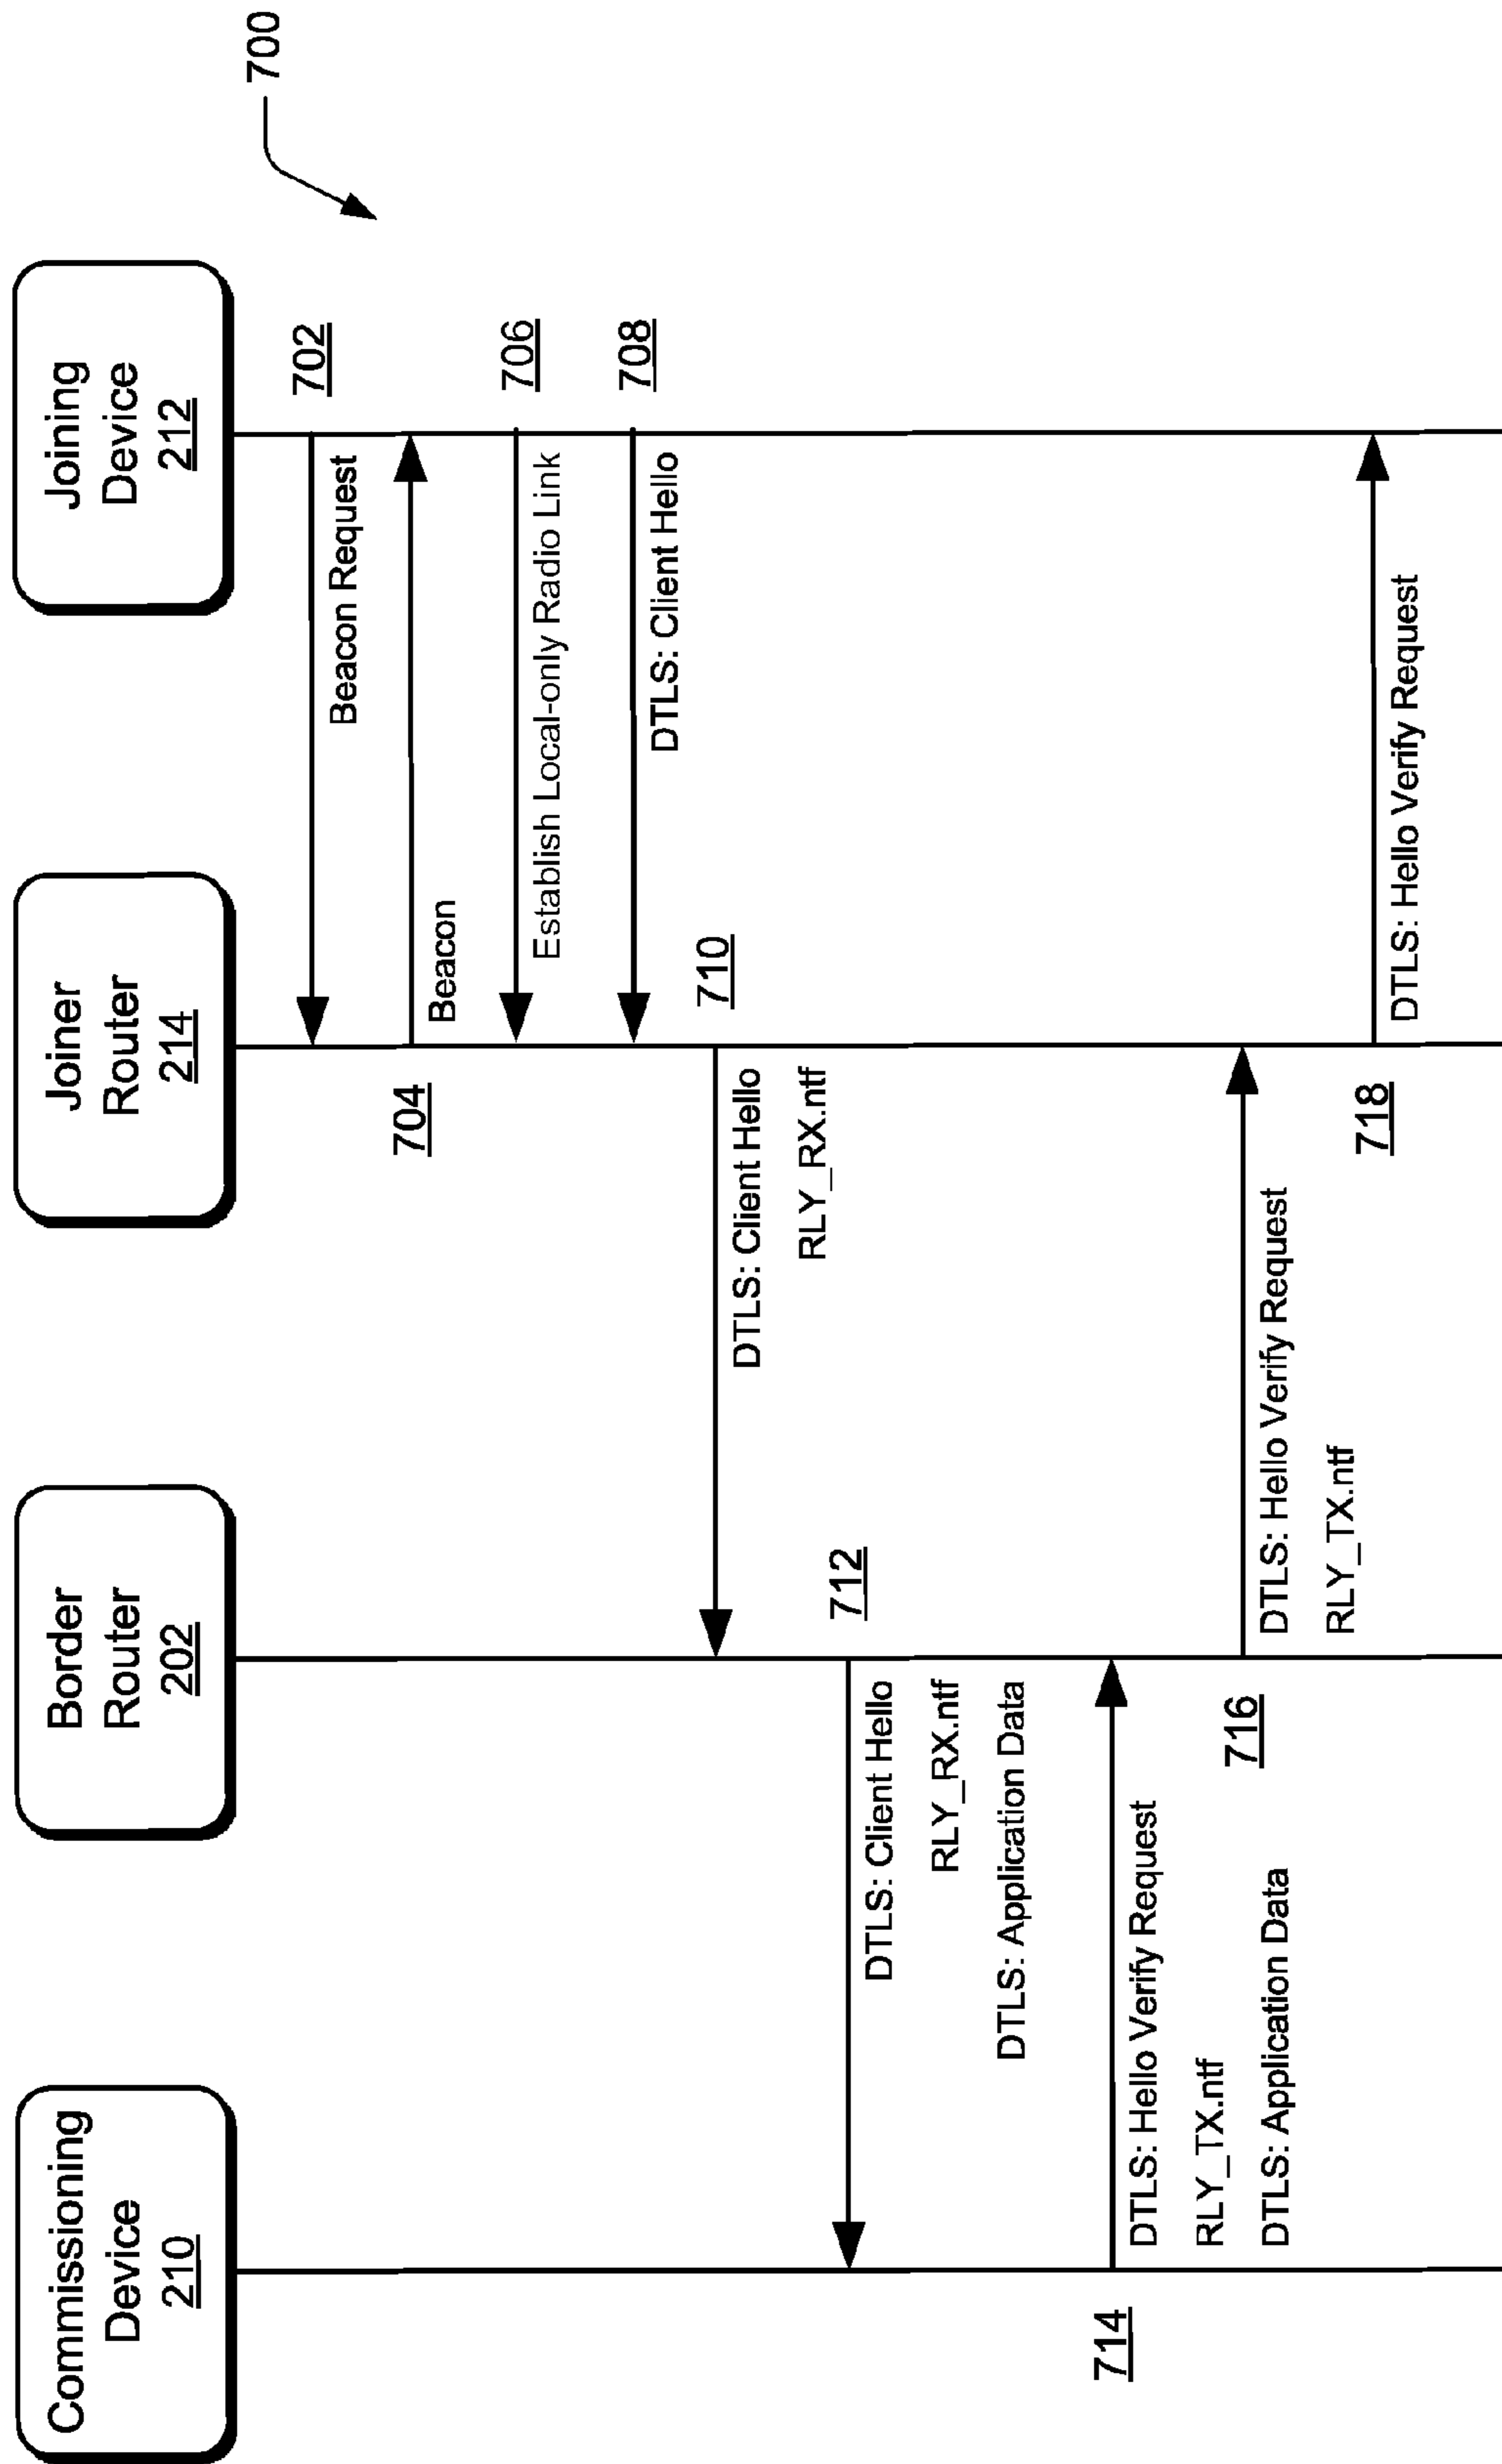 Commissioning
Device
210
Border
Router
202
Joiner
Router
214
Joining
Device
212
700
702
Beacon Request
704
Beacon
706
Establish Local-only Radio Link
708
DTLS: Client Hello
710
DTLS: Client Hello
RLY_RX.ntf
712
DTLS: Client Hello
RLY_RX.ntf
DTLS: Application Data
714
DTLS: Hello Verify Request
RLY_TX.ntf
DTLS: Application Data
716
DTLS: Hello Verify Request
RLY_TX.ntf
718
DTLS: Hello Verify Request